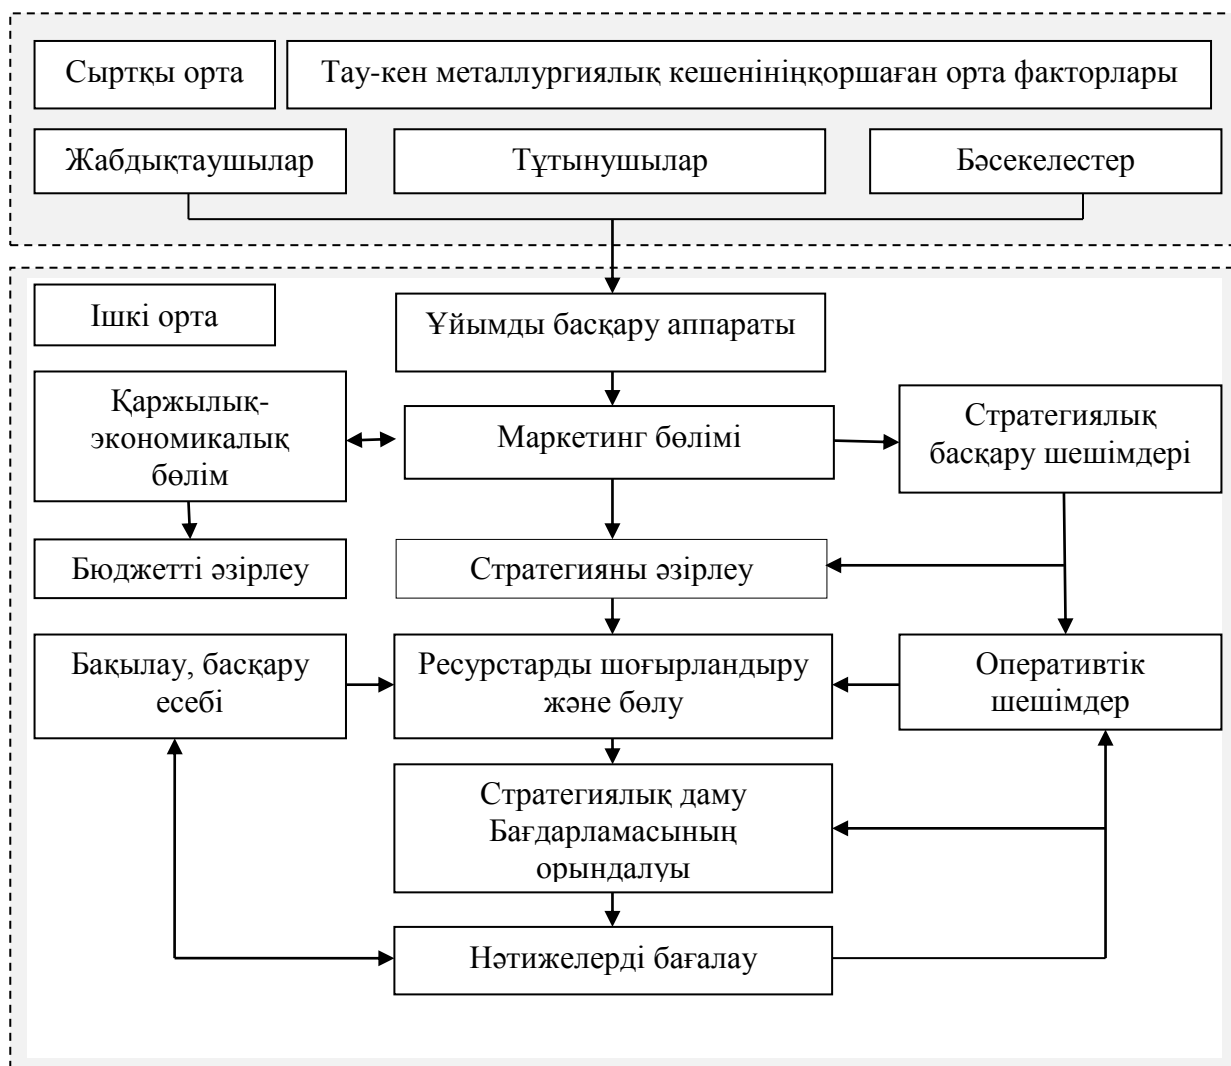 Сыртқы орта
Тау-кен металлургиялық кешенініңқоршаған орта факторлары
Жабдықтаушылар
Тұтынушылар
Бәсекелестер
Ішкі орта
Ұйымды басқару аппараты
Қаржылық-
экономикалық
бөлім
Маркетинг бөлімі
Стратегиялық
басқару шешімдері
Бюджетті әзірлеу
Стратегияны әзірлеу
Бақылау, басқару
есебі
Ресурстарды шоғырландыру
және бөлу
Оперативтік
шешімдер
Стратегиялық даму
Бағдарламасының
орындалуы
Нәтижелерді бағалау